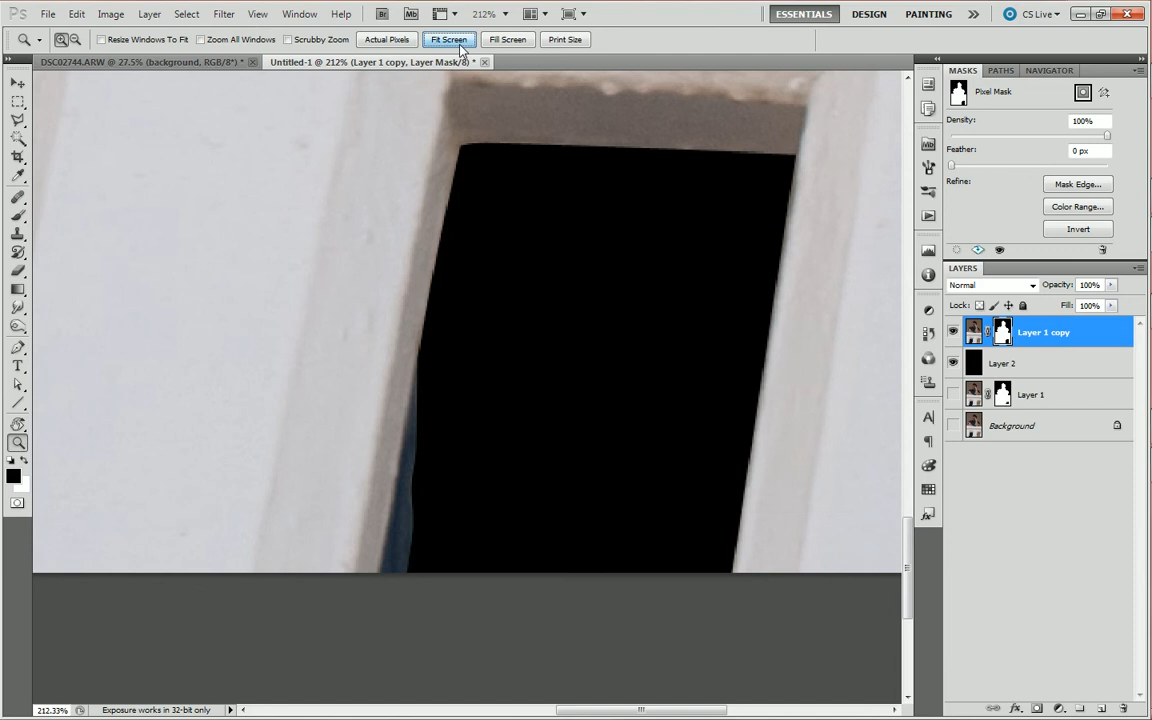 Ps File Edit Image Layer Select Filter View Window Help Br Mb 212% ESSENTIALS DESIGN PAINTING CS Live
Resize Windows To Fit Zoom All Windows Scrubby Zoom Actual Pixels Fit Screen Fill Screen Print Size
DSC02744.ARW @ 27.5% (background, RGB/8*) * Untitled-1 @ 212% (Layer 1 copy, Layer Mask/8) *
MASKS PATHS NAVIGATOR
Pixel Mask
Density: 100%
Feather: 0 px
Refine: Mask Edge...
Color Range...
Invert
LAYERS
Normal Opacity: 100%
Lock: Fill: 100%
Layer 1 copy
Layer 2
Layer 1
Background
212.33% Exposure works in 32-bit only